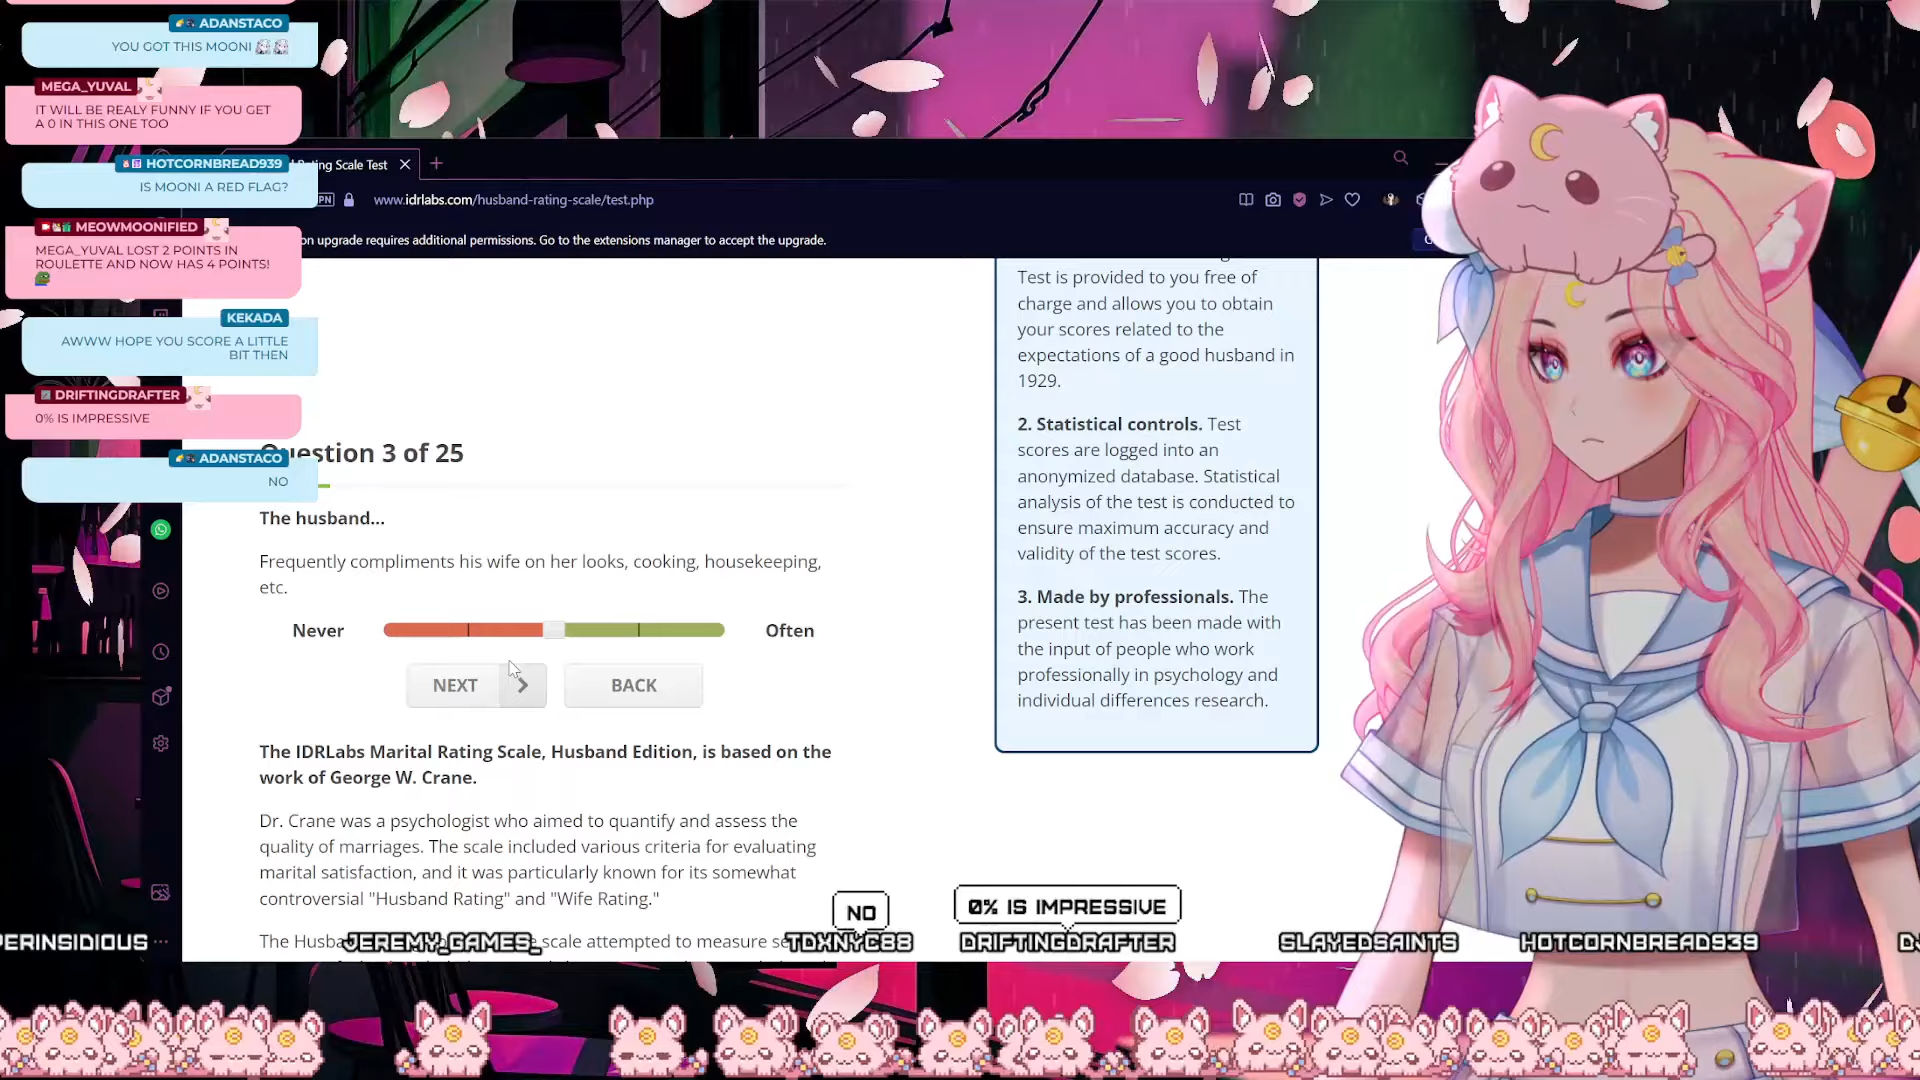 ADANSTACO
YOU GOT THIS MOONI
MEGA_YUVAL
IT WILL BE REALY FUNNY IF YOU GET
A 0 IN THIS ONE TOO
HOTCORNBREAD939
IS MOONI A RED FLAG?
MEOWMOONIFIED
MEGA_YUVAL LOST 2 POINTS IN
ROULETTE AND NOW HAS 4 POINTS!
KEKADA
AWWW HOPE YOU SCORE A LITTLE
BIT THEN
DRIFTINGDRAFTER
0% IS IMPRESSIVE
ADANSTACO
NO
Rating Scale Test
www.idrlabs.com/husband-rating-scale/test.php
on upgrade requires additional permissions. Go to the extensions manager to accept the upgrade.
Question 3 of 25
The husband...
Frequently compliments his wife on her looks, cooking, housekeeping,
etc.
Never
Often
NEXT
BACK
The IDRLabs Marital Rating Scale, Husband Edition, is based on the
work of George W. Crane.
Dr. Crane was a psychologist who aimed to quantify and assess the
quality of marriages. The scale included various criteria for evaluating
marital satisfaction, and it was particularly known for its somewhat
controversial "Husband Rating" and "Wife Rating."
The Husba
scale attempted to measure se
Test is provided to you free of
charge and allows you to obtain
your scores related to the
expectations of a good husband in
1929.
2. Statistical controls. Test
scores are logged into an
anonymized database. Statistical
analysis of the test is conducted to
ensure maximum accuracy and
validity of the test scores.
3. Made by professionals. The
present test has been made with
the input of people who work
professionally in psychology and
individual differences research.
NO
0% IS IMPRESSIVE
PERINSIDIOUS
JEREMY_GAMES_
TDXNYC88
DRIFTINGDRAFTER
SLAYEDSAINTS
HOTCORNBREAD939